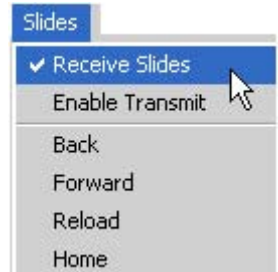 Slides
Receive Slides
Enable Transmit
Back
Forward
Reload
Home